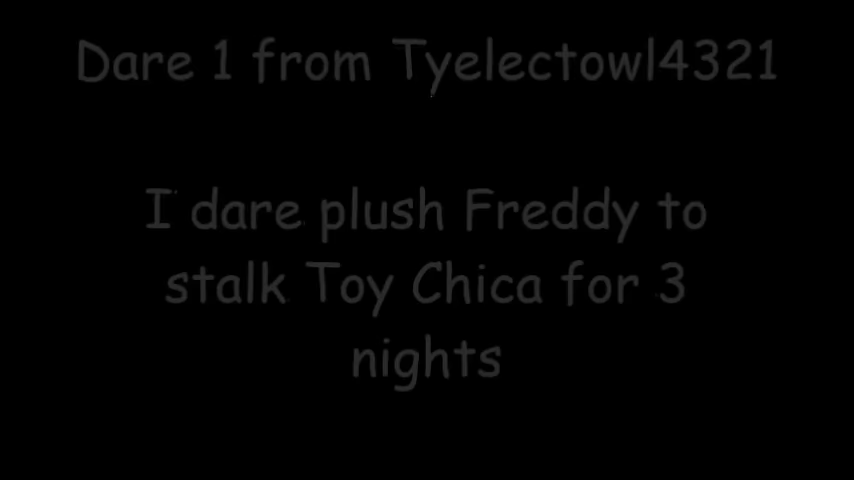 Dare 1 from Tyelectowl4321
I dare plush Freddy to
stalk Toy Chica for 3
nights